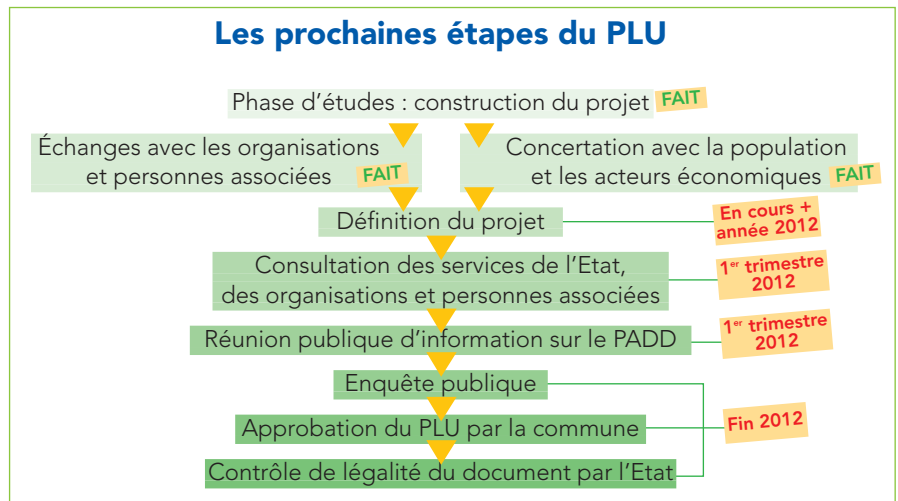 Les prochaines étapes du PLU
Phase d'études : construction du projet FAIT
Échanges avec les organisations
et personnes associées FAIT
Concertation avec la population
et les acteurs économiques FAIT
Définition du projet
En cours +
année 2012
Consultation des services de l'Etat,
des organisations et personnes associées
1er trimestre
2012
Réunion publique d'information sur le PADD
1er trimestre
2012
Enquête publique
Approbation du PLU par la commune
Fin 2012
Contrôle de légalité du document par l'Etat